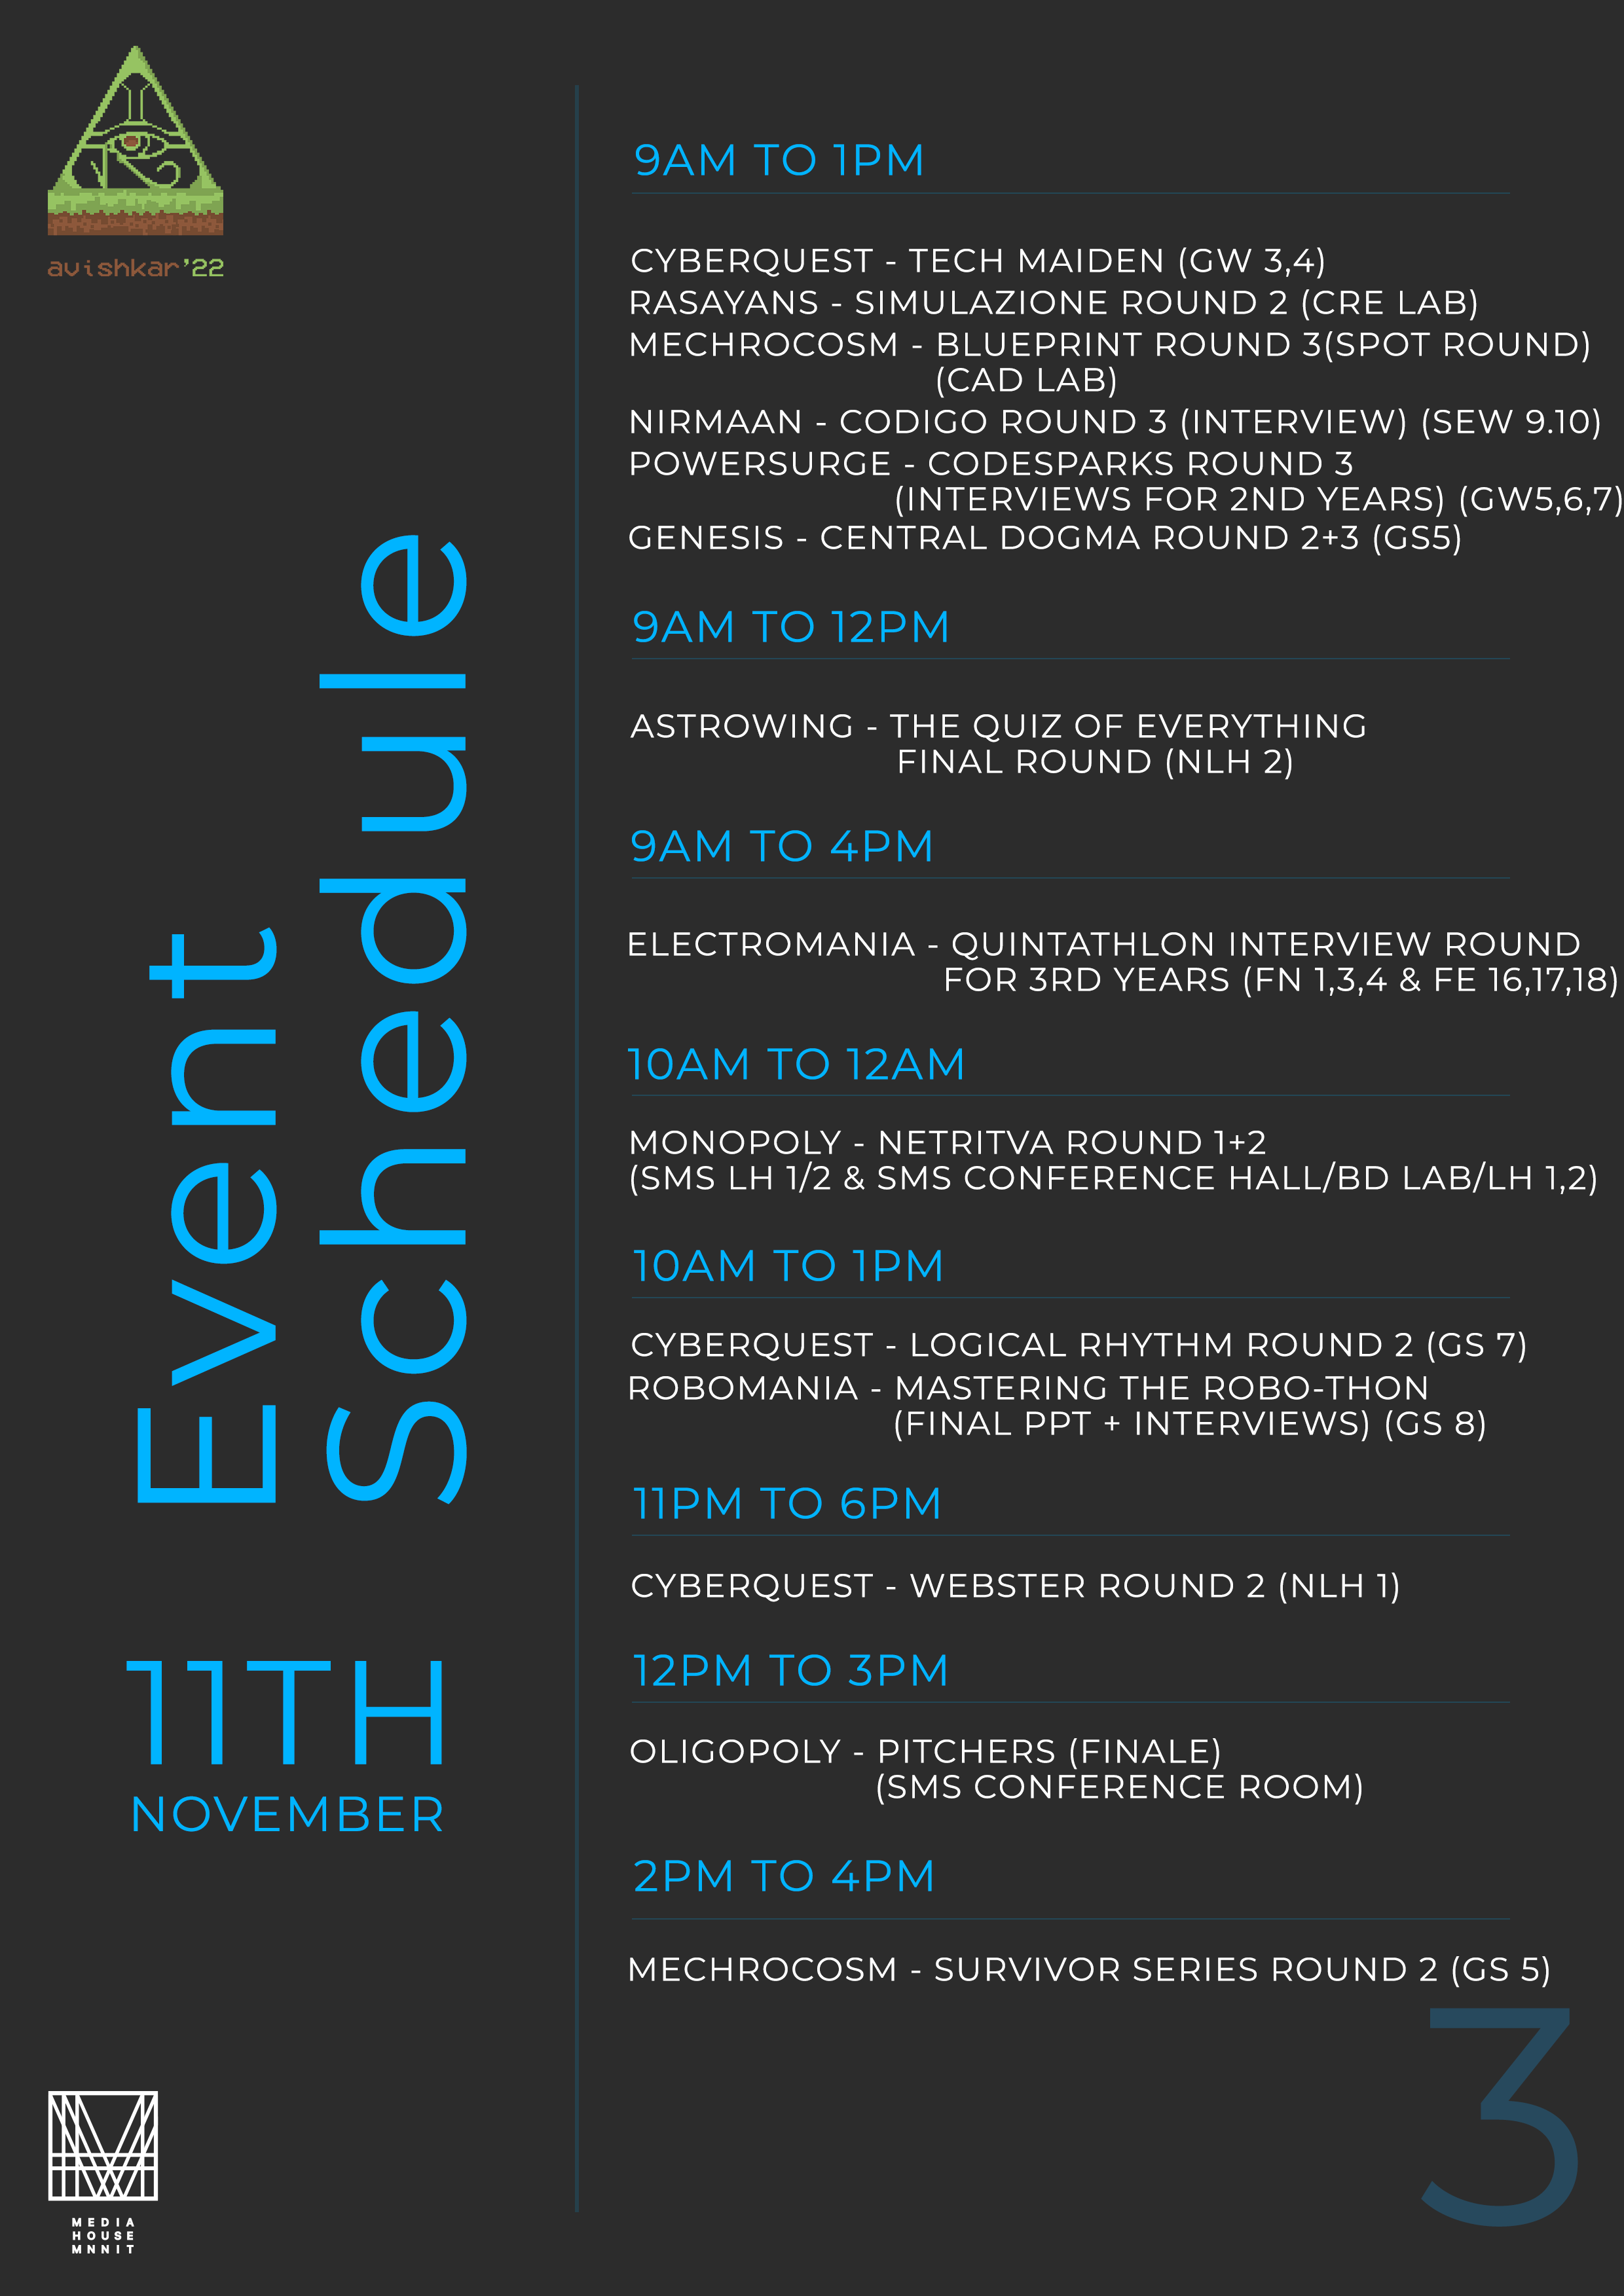 avishkar'22
Event
Schedule
11TH
NOVEMBER
9AM TO 1PM
CYBERQUEST - TECH MAIDEN (GW 3,4)
RASAYANS - SIMULAZIONE ROUND 2 (CRE LAB)
MECHROCOSM - BLUEPRINT ROUND 3(SPOT ROUND)
(CAD LAB)
NIRMAAN - CODIGO ROUND 3 (INTERVIEW) (SEW 9.10)
POWERSURGE - CODESPARKS ROUND 3
(INTERVIEWS FOR 2ND YEARS) (GW5,6,7)
GENESIS - CENTRAL DOGMA ROUND 2+3 (GS5)
9AM TO 12PM
ASTROWING - THE QUIZ OF EVERYTHING
FINAL ROUND (NLH 2)
9AM TO 4PM
ELECTROMANIA - QUINTATHLON INTERVIEW ROUND
FOR 3RD YEARS (FN 1,3,4 & FE 16,17,18)
10AM TO 12AM
MONOPOLY - NETRITVA ROUND 1+2
(SMS LH 1/2 & SMS CONFERENCE HALL/BD LAB/LH 1,2)
10AM TO 1PM
CYBERQUEST - LOGICAL RHYTHM ROUND 2 (GS 7)
ROBOMANIA - MASTERING THE ROBO-THON
(FINAL PPT + INTERVIEWS) (GS 8)
11PM TO 6PM
CYBERQUEST - WEBSTER ROUND 2 (NLH 1)
12PM TO 3PM
OLIGOPOLY - PITCHERS (FINALE)
(SMS CONFERENCE ROOM)
2PM TO 4PM
MECHROCOSM - SURVIVOR SERIES ROUND 2 (GS 5)
3
MEDIA
HOUSE
MNNIT